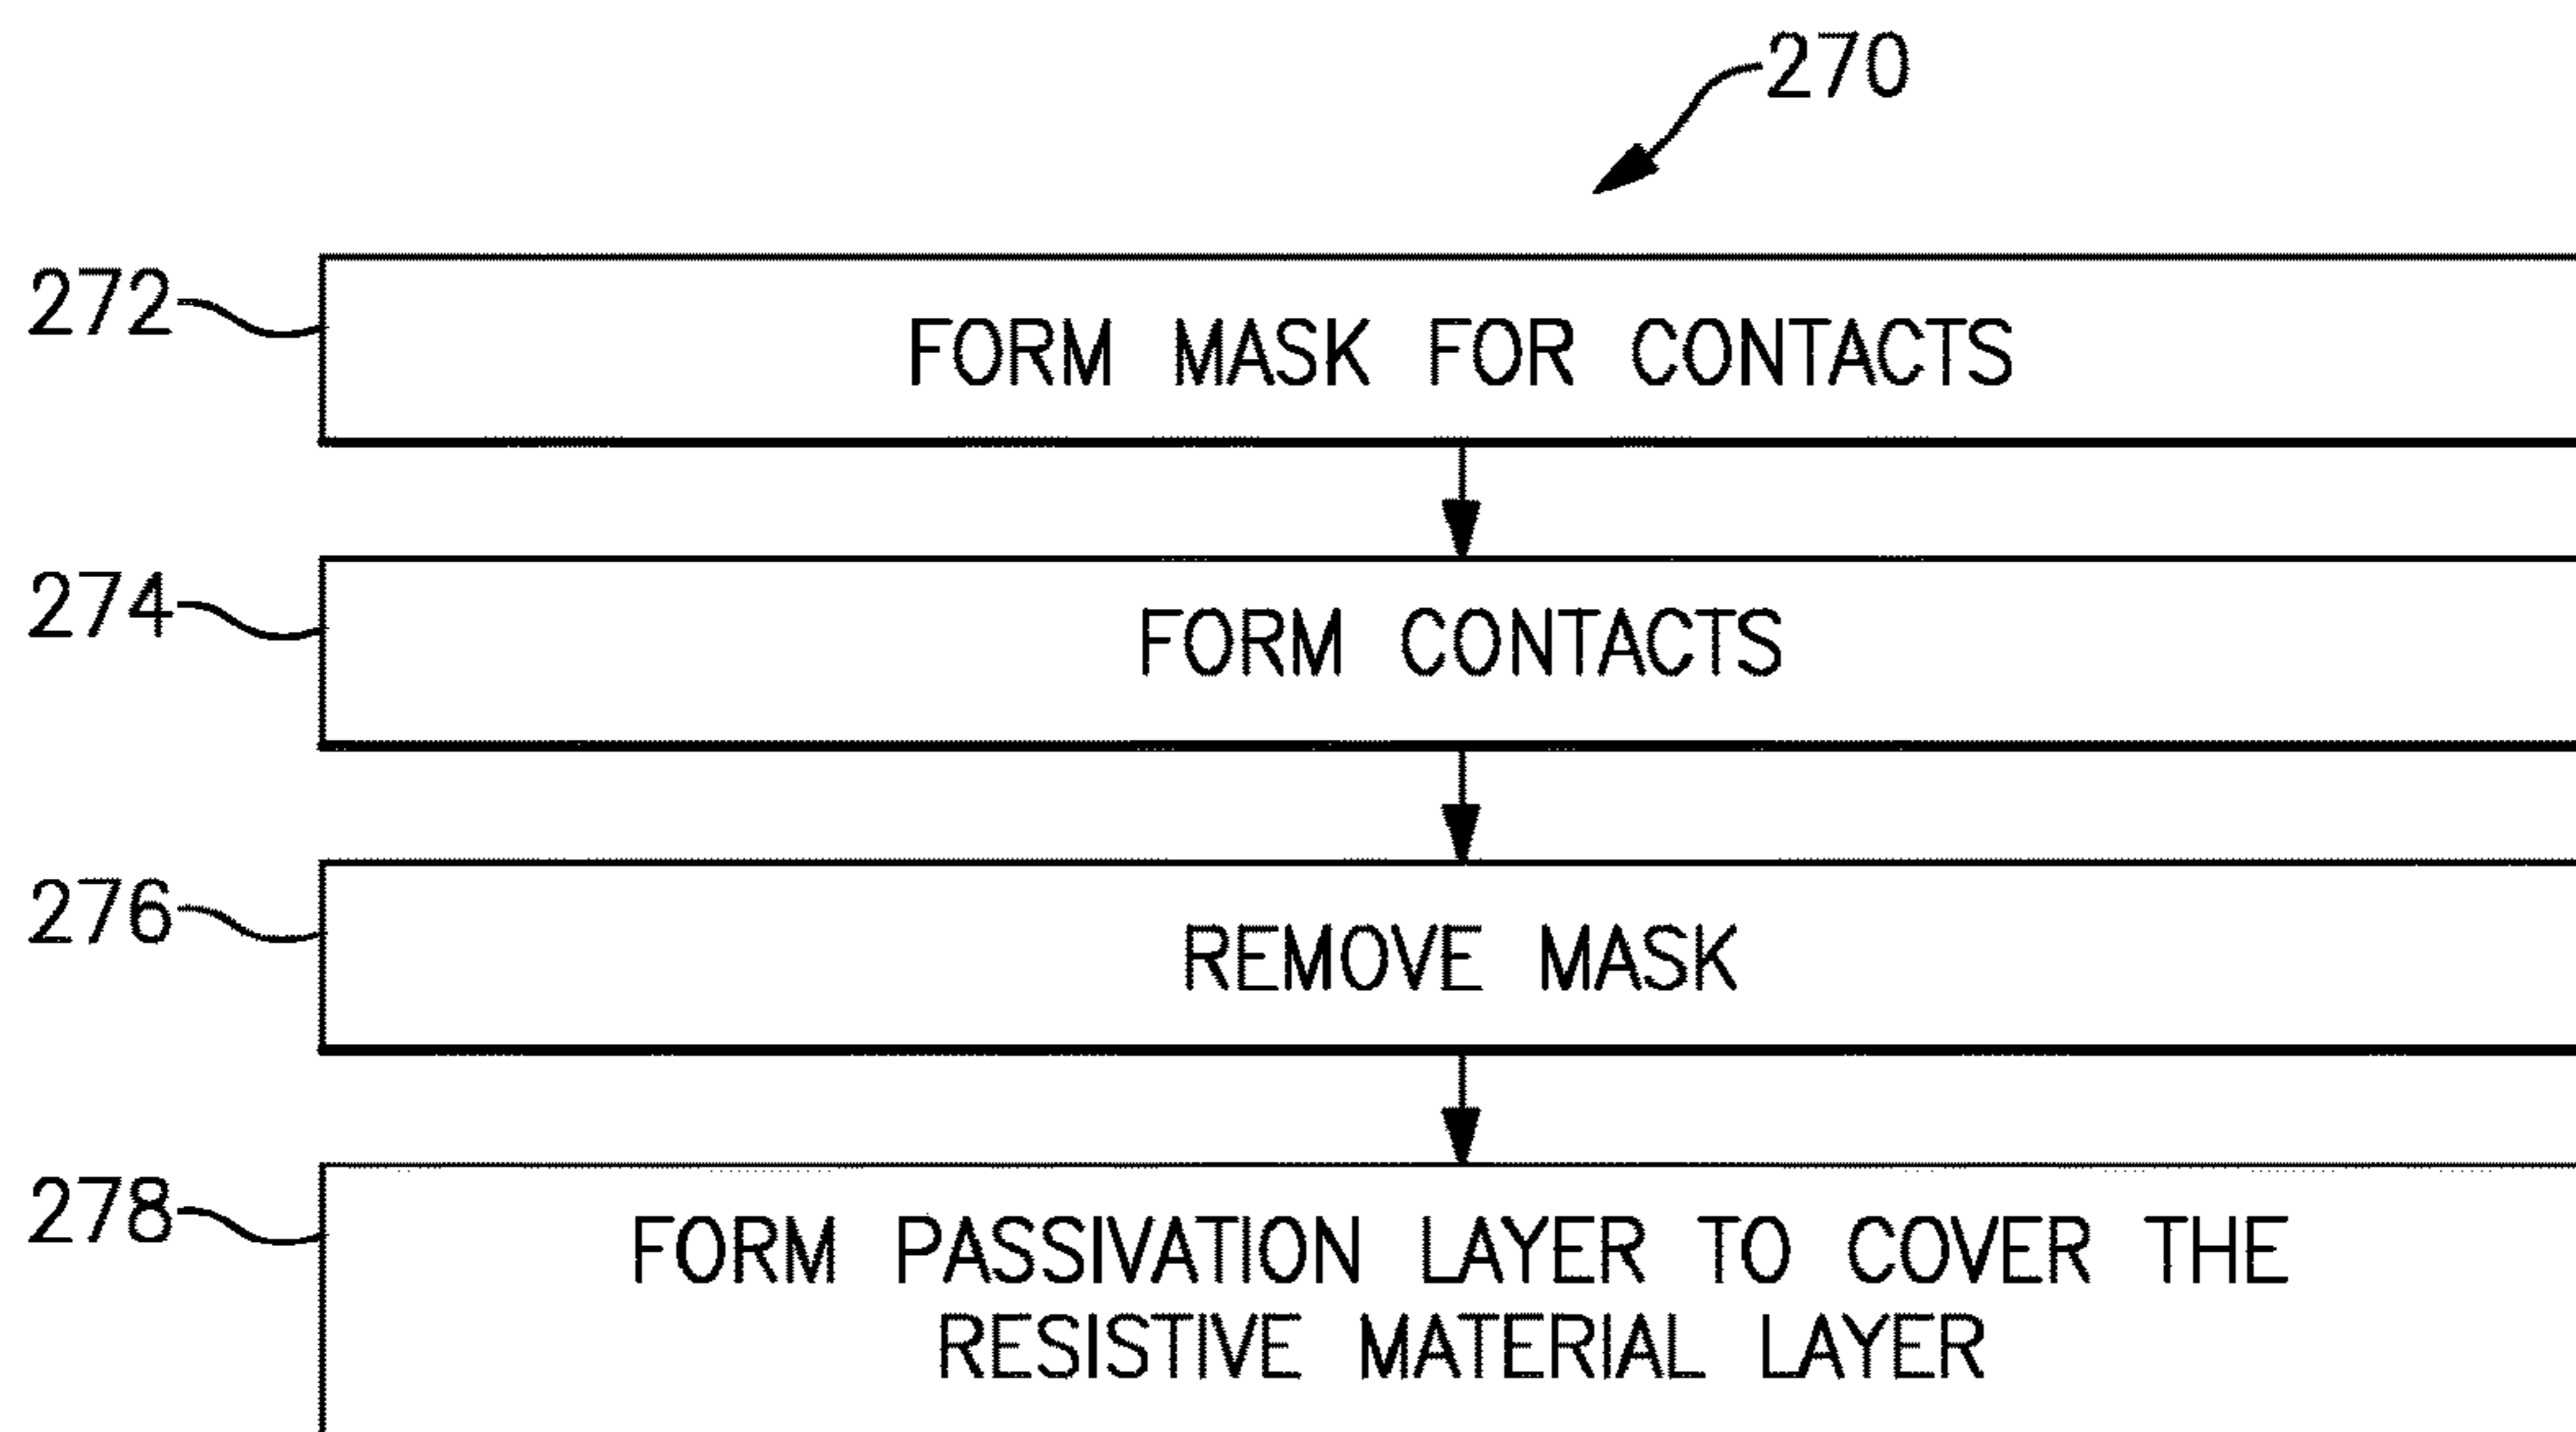 270
272
FORM MASK FOR CONTACTS
274
FORM CONTACTS
276
REMOVE MASK
278
FORM PASSIVATION LAYER TO COVER THE
RESISTIVE MATERIAL LAYER